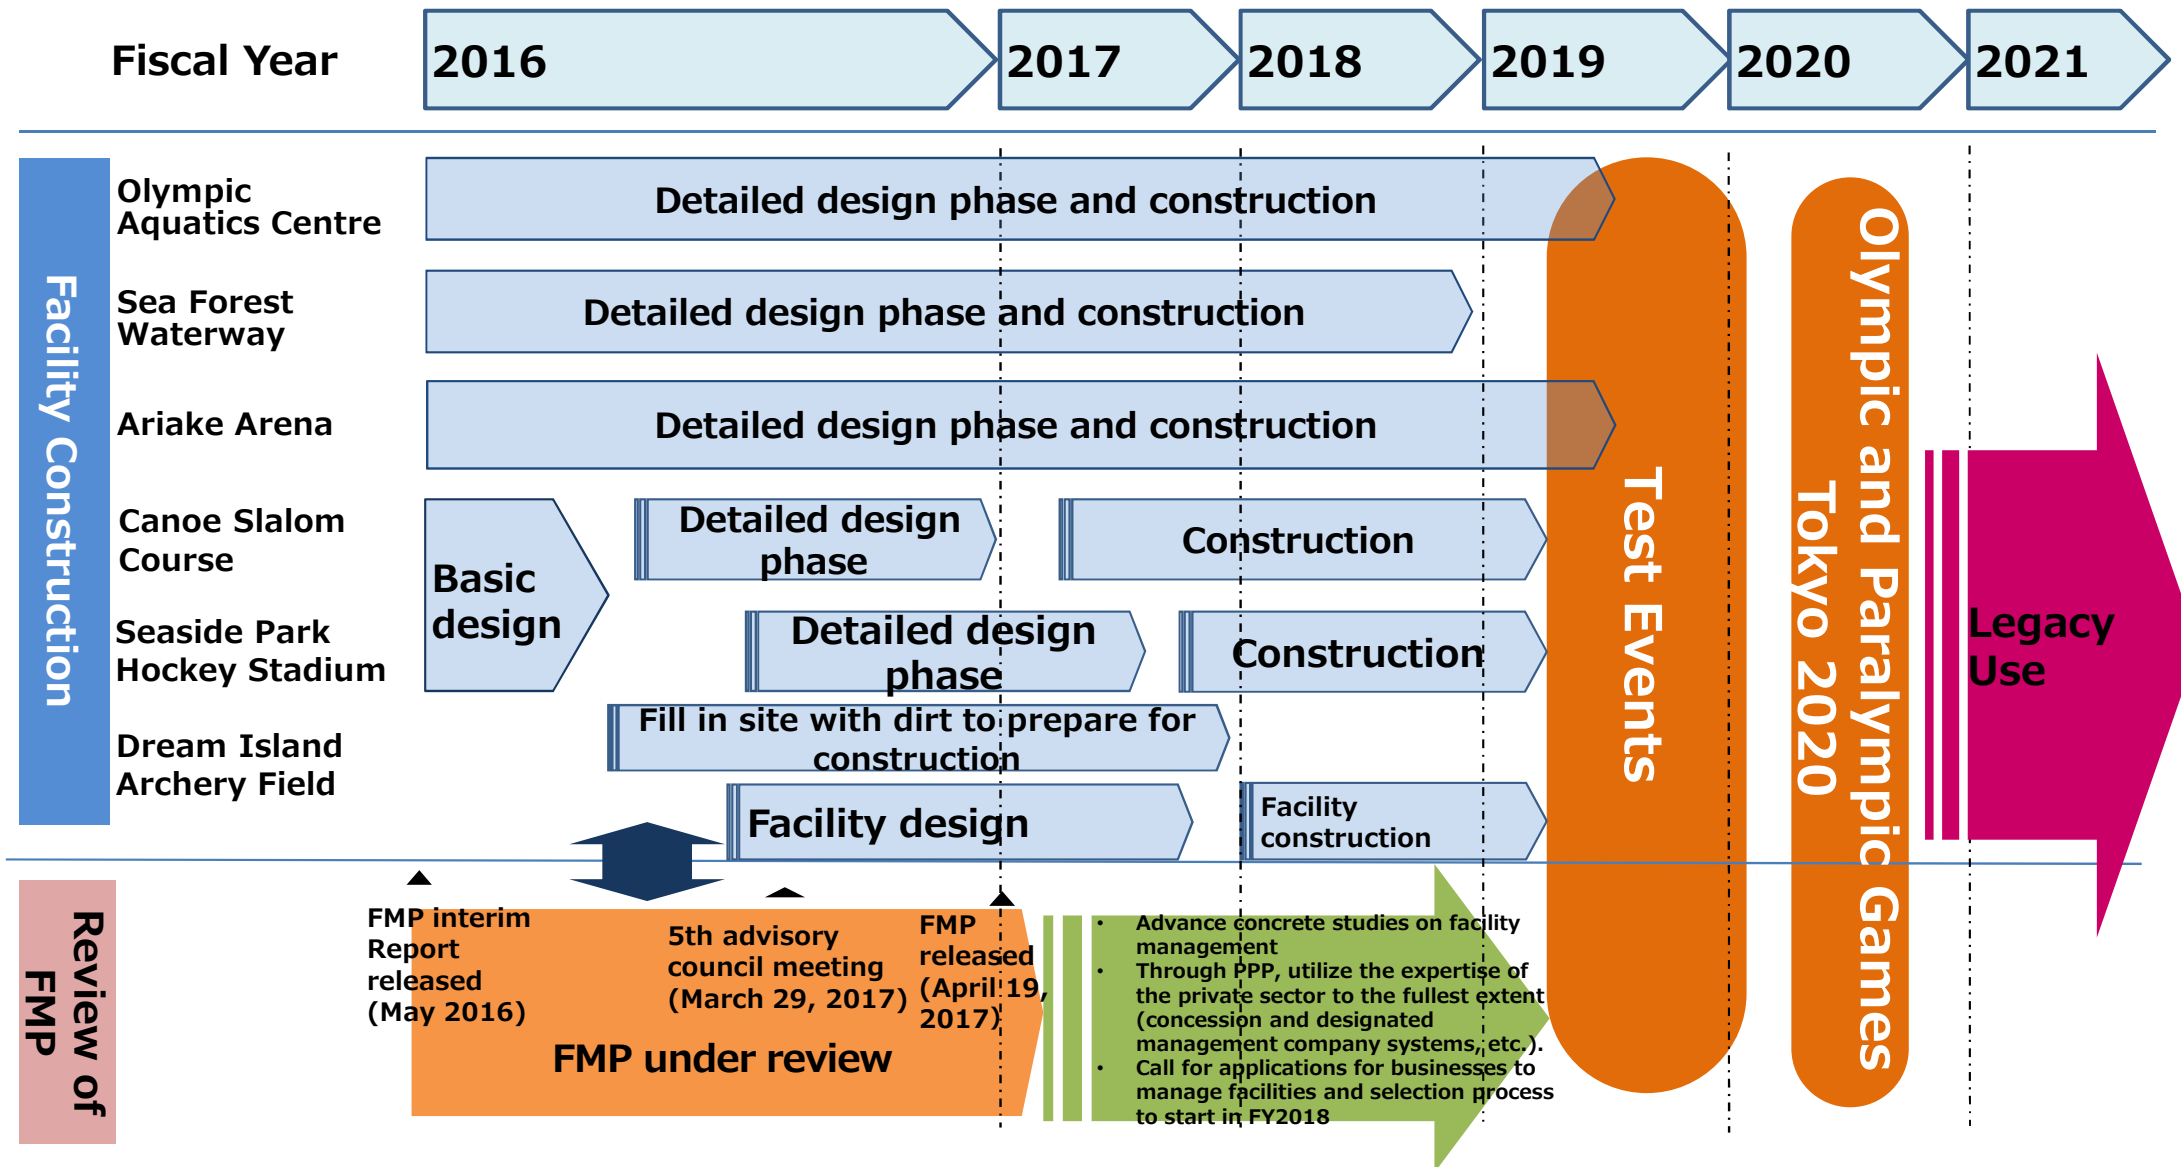 Fiscal Year
2016
2017
2018
2019
2020
2021
Facility Construction
Olympic
Aquatics Centre
Detailed design phase and construction
Sea Forest
Waterway
Detailed design phase and construction
Ariake Arena
Detailed design phase and construction
Canoe Slalom
Course
Basic
design
Detailed design
phase
Construction
Seaside Park
Hockey Stadium
Detailed design
phase
Construction
Dream Island
Archery Field
Fill in site with dirt to prepare for
construction
Facility design
Facility
construction
Test Events
Olympic and Paralympic Games
Tokyo 2020
Legacy
Use
Review of
FMP
FMP interim
Report
released
(May 2016)
5th advisory
council meeting
(March 29, 2017)
FMP
released
(April 19,
2017)
FMP under review
• Advance concrete studies on facility
management
• Through PPP, utilize the expertise of
the private sector to the fullest extent
(concession and designated
management company systems, etc.).
• Call for applications for businesses to
manage facilities and selection process
to start in FY2018